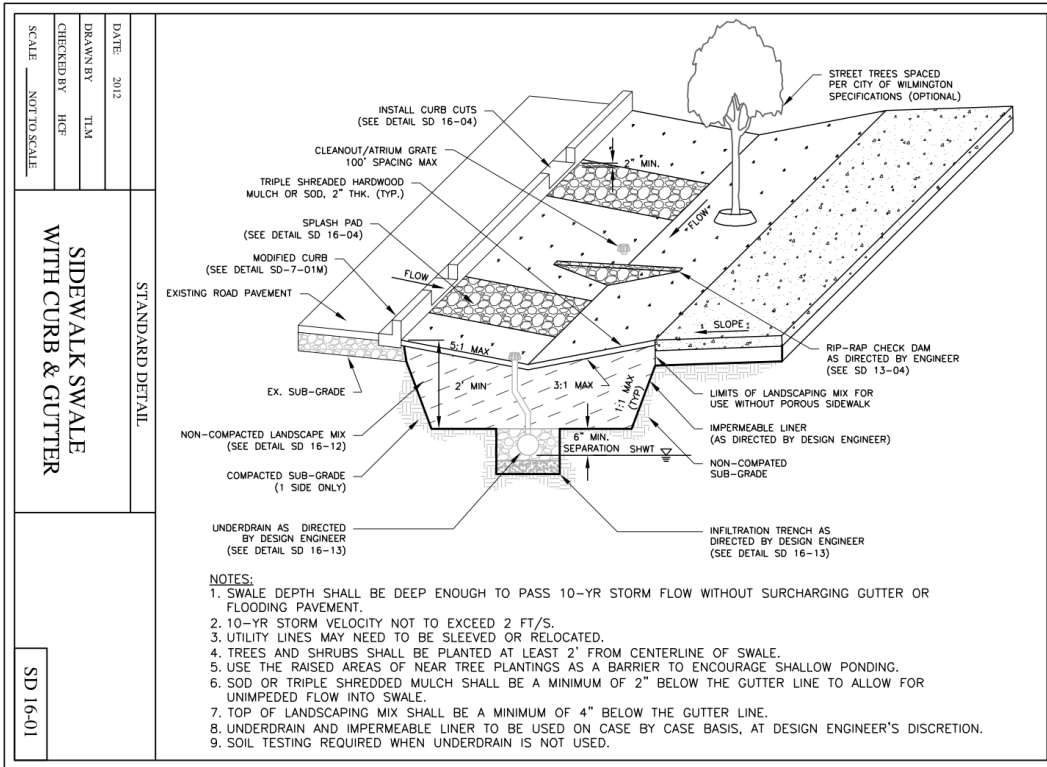 DATE: 2012
DRAWN BY TLM
CHECKED BY HCF
SCALE NOT TO SCALE
STANDARD DETAIL
SIDEWALK SWALE
WITH CURB & GUTTER
SD 16-01
INSTALL CURB CUTS
(SEE DETAIL SD 16-04)
CLEANOUT/ATRIUM GRATE
100' SPACING MAX
TRIPLE SHREADED HARDWOOD
MULCH OR SOD, 2" THK. (TYP.)
SPLASH PAD
(SEE DETAIL SD 16-04)
MODIFIED CURB
(SEE DETAIL SD-7-01M)
EXISTING ROAD PAVEMENT
EX. SUB-GRADE
NON-COMPACTED LANDSCAPE MIX
(SEE DETAIL SD 16-12)
COMPACTED SUB-GRADE
(1 SIDE ONLY)
UNDERDRAIN AS DIRECTED
BY DESIGN ENGINEER
(SEE DETAIL SD 16-13)
2" MIN.
FLOW
FLOW
SLOPE
5:1 MAX
2' MIN
3:1 MAX
1:1 MAX
(TYP)
6" MIN.
SEPARATION SHWT
STREET TREES SPACED
PER CITY OF WILMINGTON
SPECIFICATIONS (OPTIONAL)
RIP-RAP CHECK DAM
AS DIRECTED BY ENGINEER
(SEE SD 13-04)
LIMITS OF LANDSCAPING MIX FOR
USE WITHOUT POROUS SIDEWALK
IMPERMEABLE LINER
(AS DIRECTED BY DESIGN ENGINEER)
NON-COMPATED
SUB-GRADE
INFILTRATION TRENCH AS
DIRECTED BY DESIGN ENGINEER
(SEE DETAIL SD 16-13)
NOTES:
1. SWALE DEPTH SHALL BE DEEP ENOUGH TO PASS 10-YR STORM FLOW WITHOUT SURCHARGING GUTTER OR
FLOODING PAVEMENT.
2. 10-YR STORM VELOCITY NOT TO EXCEED 2 FT/S.
3. UTILITY LINES MAY NEED TO BE SLEEVED OR RELOCATED.
4. TREES AND SHRUBS SHALL BE PLANTED AT LEAST 2' FROM CENTERLINE OF SWALE.
5. USE THE RAISED AREAS OF NEAR TREE PLANTINGS AS A BARRIER TO ENCOURAGE SHALLOW PONDING.
6. SOD OR TRIPLE SHREDDED MULCH SHALL BE A MINIMUM OF 2" BELOW THE GUTTER LINE TO ALLOW FOR
UNIMPEDED FLOW INTO SWALE.
7. TOP OF LANDSCAPING MIX SHALL BE A MINIMUM OF 4" BELOW THE GUTTER LINE.
8. UNDERDRAIN AND IMPERMEABLE LINER TO BE USED ON CASE BY CASE BASIS, AT DESIGN ENGINEER'S DISCRETION.
9. SOIL TESTING REQUIRED WHEN UNDERDRAIN IS NOT USED.